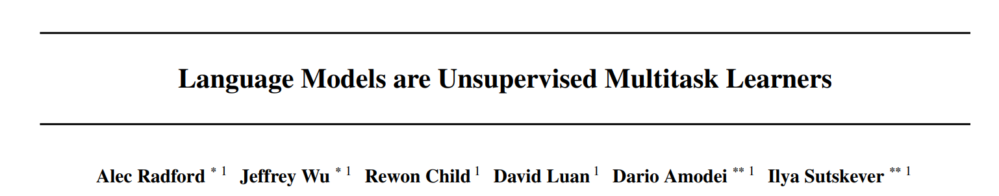 Language Models are Unsupervised Multitask Learners
Alec Radford * 1 Jeffrey Wu * 1 Rewon Child 1 David Luan 1 Dario Amodei ** 1 Ilya Sutskever ** 1